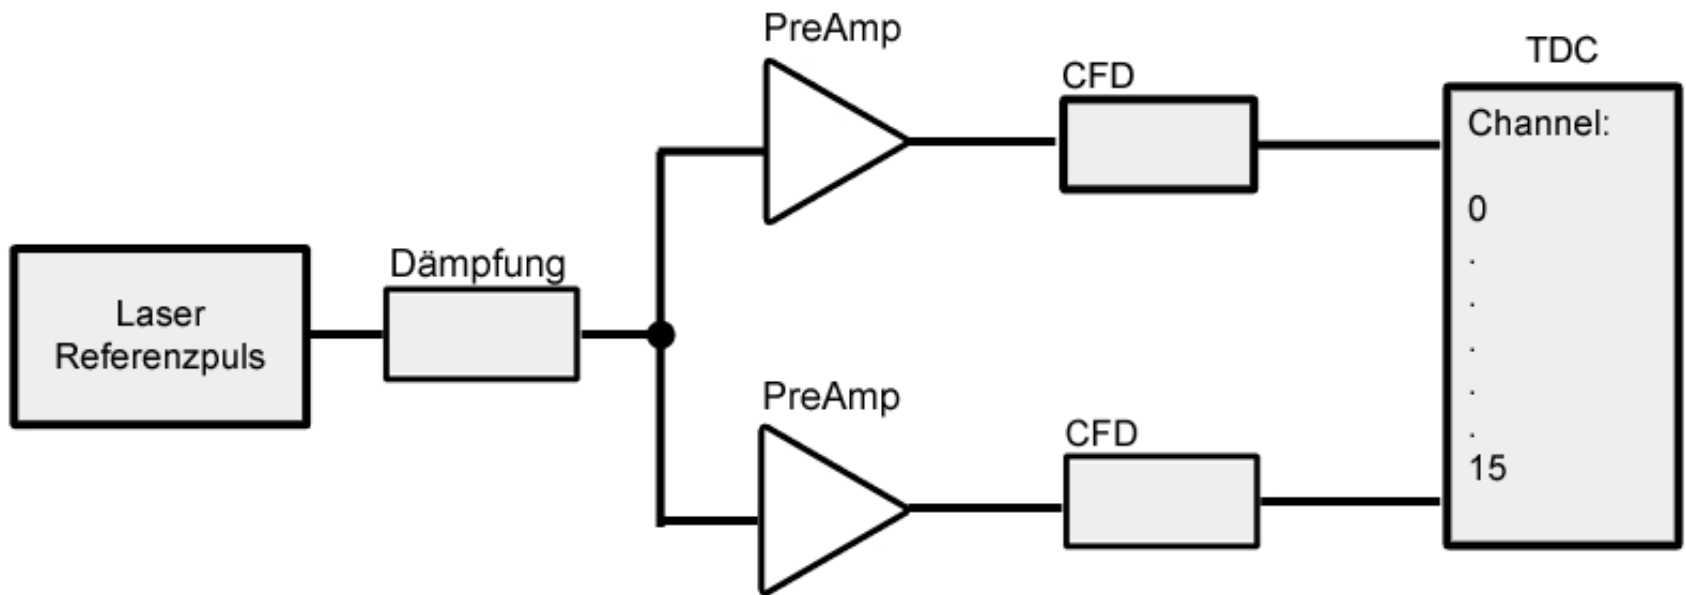 PreAmp
CFD
TDC
Channel:
0
.
.
.
.
.
15
Dämpfung
Laser
Referenzpuls
PreAmp
CFD